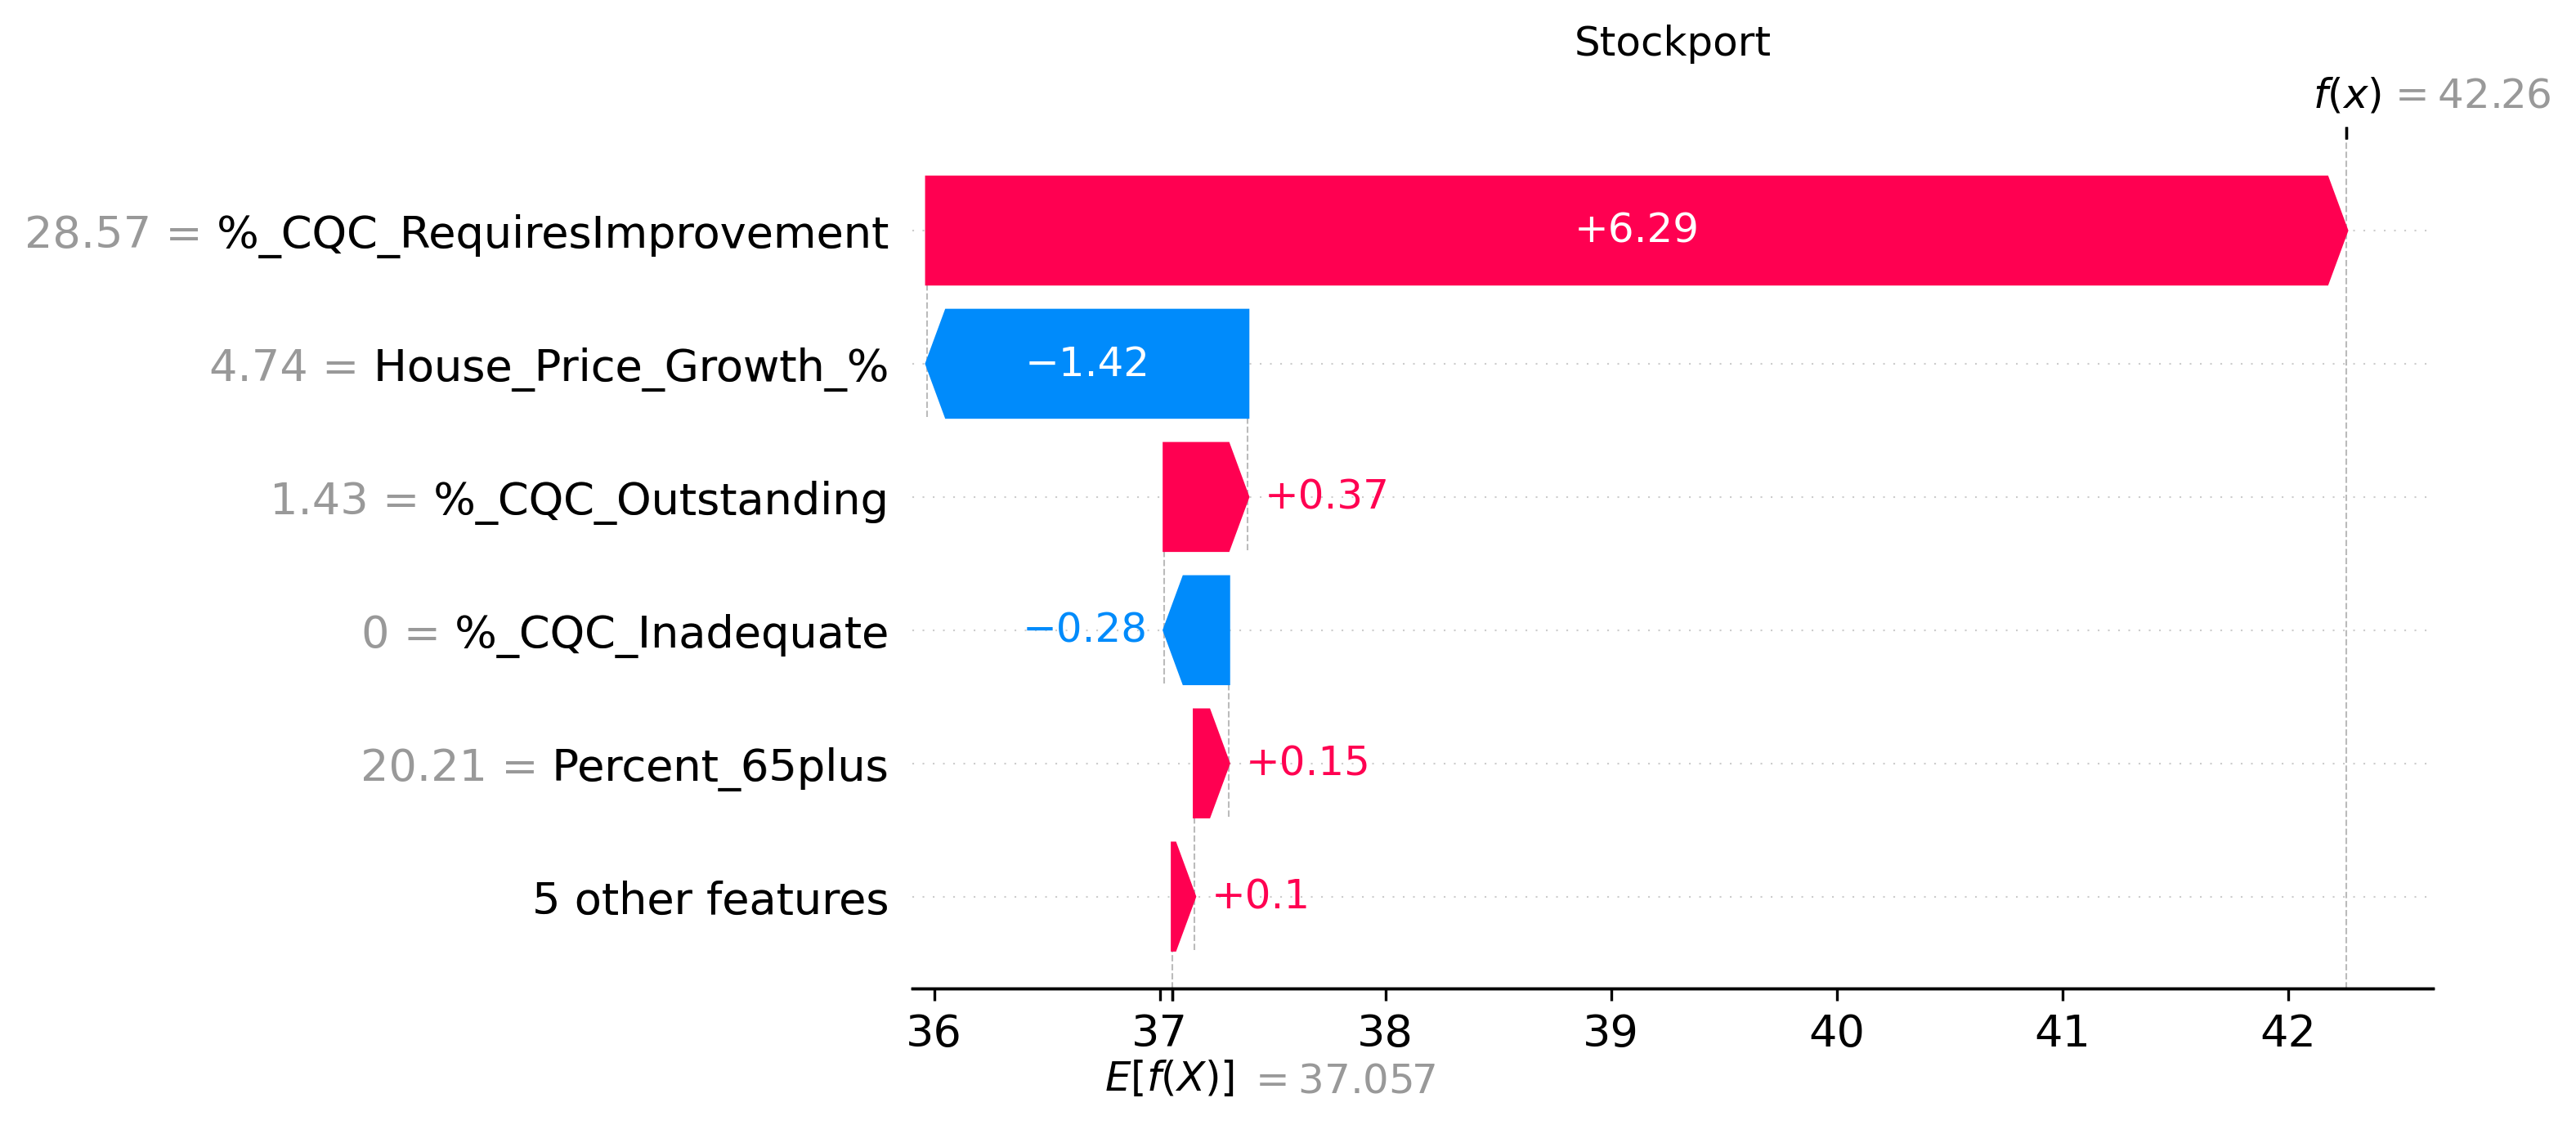 Stockport
f(x) = 42.26
28.57 = %_CQC_RequiresImprovement
+6.29
4.74 = House_Price_Growth_%
−1.42
1.43 = %_CQC_Outstanding
+0.37
0 = %_CQC_Inadequate
−0.28
20.21 = Percent_65plus
+0.15
5 other features
+0.1
36 37 38 39 40 41 42
E[f(X)] = 37.057